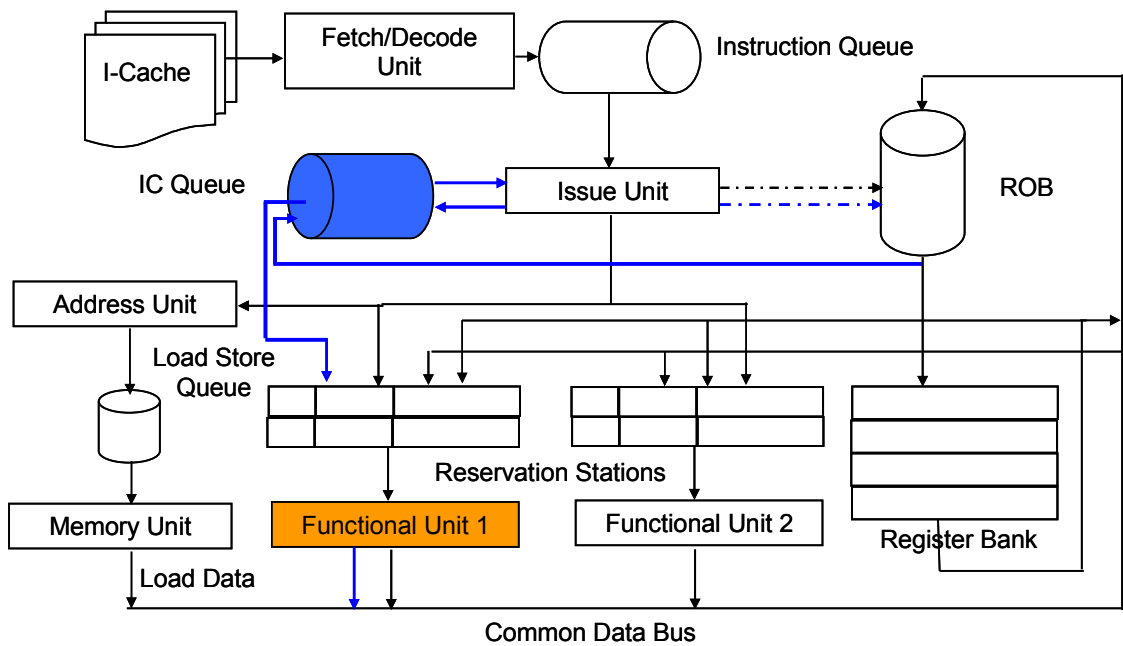 I-Cache
Fetch/Decode
Unit
Instruction Queue
IC Queue
Issue Unit
ROB
Address Unit
Load Store
Queue
Reservation Stations
Memory Unit
Functional Unit 1
Functional Unit 2
Register Bank
Load Data
Common Data Bus